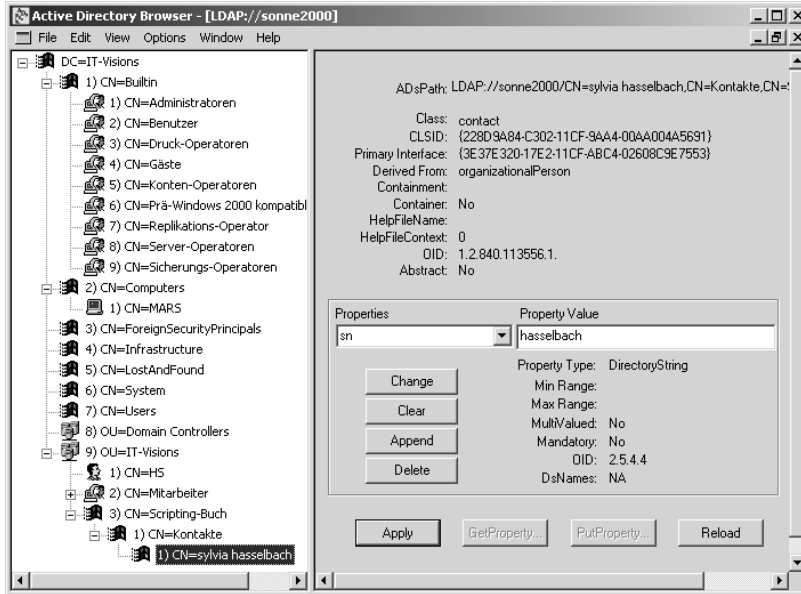 Active Directory Browser - [LDAP://sonne2000]
File Edit View Options Window Help
DC=IT-Visions
1) CN=Builtin
1) CN=Administratoren
2) CN=Benutzer
3) CN=Druck-Operatoren
4) CN=Gäste
5) CN=Konten-Operatoren
6) CN=Prä-Windows 2000 kompatibl
7) CN=Replikations-Operator
8) CN=Server-Operatoren
9) CN=Sicherungs-Operatoren
2) CN=Computers
1) CN=MARS
3) CN=ForeignSecurityPrincipals
4) CN=Infrastructure
5) CN=LostAndFound
6) CN=System
7) CN=Users
8) OU=Domain Controllers
9) OU=IT-Visions
1) CN=HS
2) CN=Mitarbeiter
3) CN=Scripting-Buch
1) CN=Kontakte
1) CN=sylvia hasselbach
ADsPath: LDAP://sonne2000/CN=sylvia hasselbach,CN=Kontakte,CN=
Class: contact
CLSID: {228D9A84-C302-11CF-9AA4-00AA004A5691}
Primary Interface: {3E37E320-17E2-11CF-ABC4-02608C9E7553}
Derived From: organizationalPerson
Containment:
Container: No
HelpFileName:
HelpFileContext: 0
OID: 1.2.840.113556.1.
Abstract: No
Properties Property Value
sn hasselbach
Property Type: DirectoryString
Change Min Range:
Max Range:
Clear
MultiValued: No
Append Mandatory: No
OID: 2.5.4.4
Delete DsNames: NA
Apply GetProperty... PutProperty... Reload